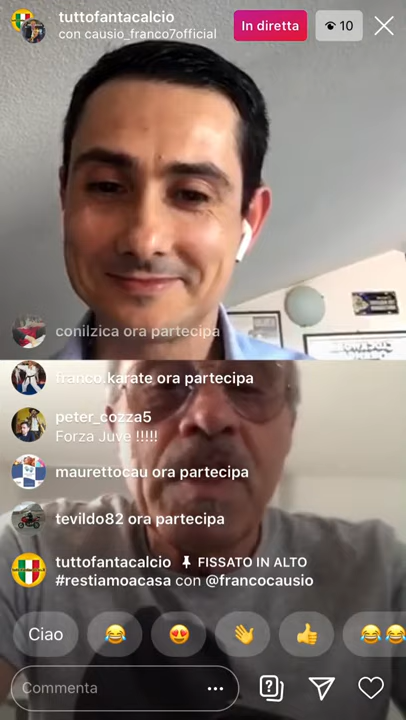 tuttofantacalcio
con causio_franco7official
In diretta
10
conilzica ora partecipa
franco.karate ora partecipa
peter_cozza5
Forza Juve !!!!!
maurettocau ora partecipa
tevildo82 ora partecipa
tuttofantacalcio FISSATO IN ALTO
#restiamoacasa con @francocausio
Ciao
Commenta